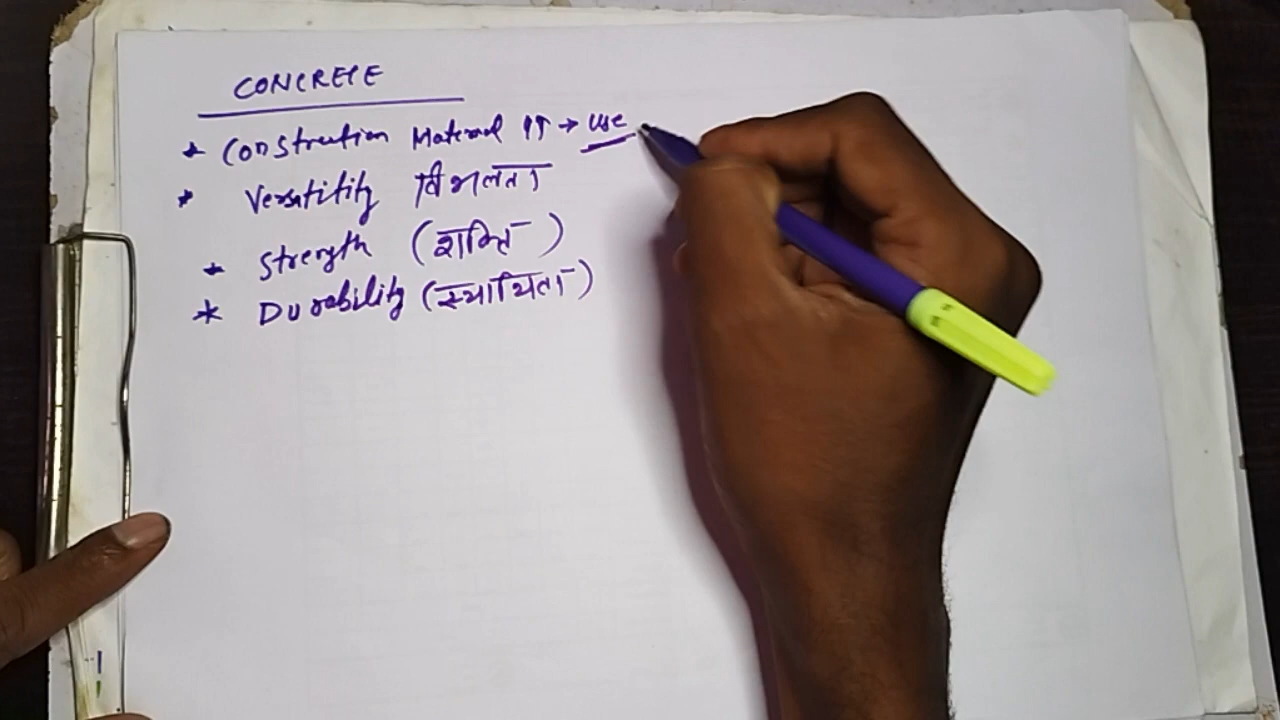 CONCRETE
* Construction Material ↑↑ → use
* Versatility विभलता
* Strength (शक्ति)
* Durability (स्थायिता)